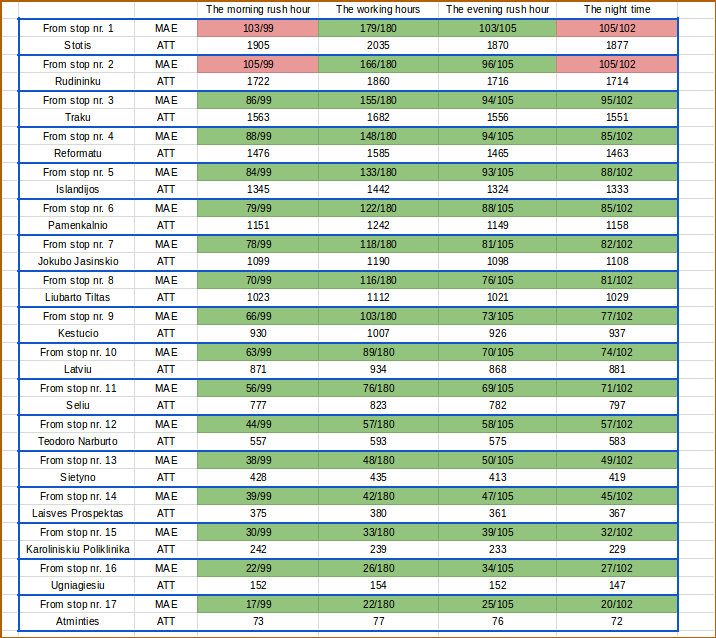 The morning rush hour The working hours The evening rush hour The night time
From stop nr. 1 MAE 103/99 179/180 103/105 105/102
Stotis ATT 1905 2035 1870 1877
From stop nr. 2 MAE 105/99 166/180 96/105 105/102
Rudininku ATT 1722 1860 1716 1714
From stop nr. 3 MAE 86/99 155/180 94/105 95/102
Traku ATT 1563 1682 1556 1551
From stop nr. 4 MAE 88/99 148/180 94/105 85/102
Reformatu ATT 1476 1585 1465 1463
From stop nr. 5 MAE 84/99 133/180 93/105 88/102
Islandijos ATT 1345 1442 1324 1333
From stop nr. 6 MAE 79/99 122/180 88/105 85/102
Pamenkalnio ATT 1151 1242 1149 1158
From stop nr. 7 MAE 78/99 118/180 81/105 82/102
Jokubo Jasinskio ATT 1099 1190 1098 1108
From stop nr. 8 MAE 70/99 116/180 76/105 81/102
Liubarto Tiltas ATT 1023 1112 1021 1029
From stop nr. 9 MAE 66/99 103/180 73/105 77/102
Kestucio ATT 930 1007 926 937
From stop nr. 10 MAE 63/99 89/180 70/105 74/102
Latviu ATT 871 934 868 881
From stop nr. 11 MAE 56/99 76/180 69/105 71/102
Seliu ATT 777 823 782 797
From stop nr. 12 MAE 44/99 57/180 58/105 57/102
Teodoro Narburto ATT 557 593 575 583
From stop nr. 13 MAE 38/99 48/180 50/105 49/102
Sietyno ATT 428 435 413 419
From stop nr. 14 MAE 39/99 42/180 47/105 45/102
Laisves Prospektas ATT 375 380 361 367
From stop nr. 15 MAE 30/99 33/180 39/105 32/102
Karoliniskiu Poliklinika ATT 242 239 233 229
From stop nr. 16 MAE 22/99 26/180 34/105 27/102
Ugniagiesiu ATT 152 154 152 147
From stop nr. 17 MAE 17/99 22/180 25/105 20/102
Atminties ATT 73 77 76 72